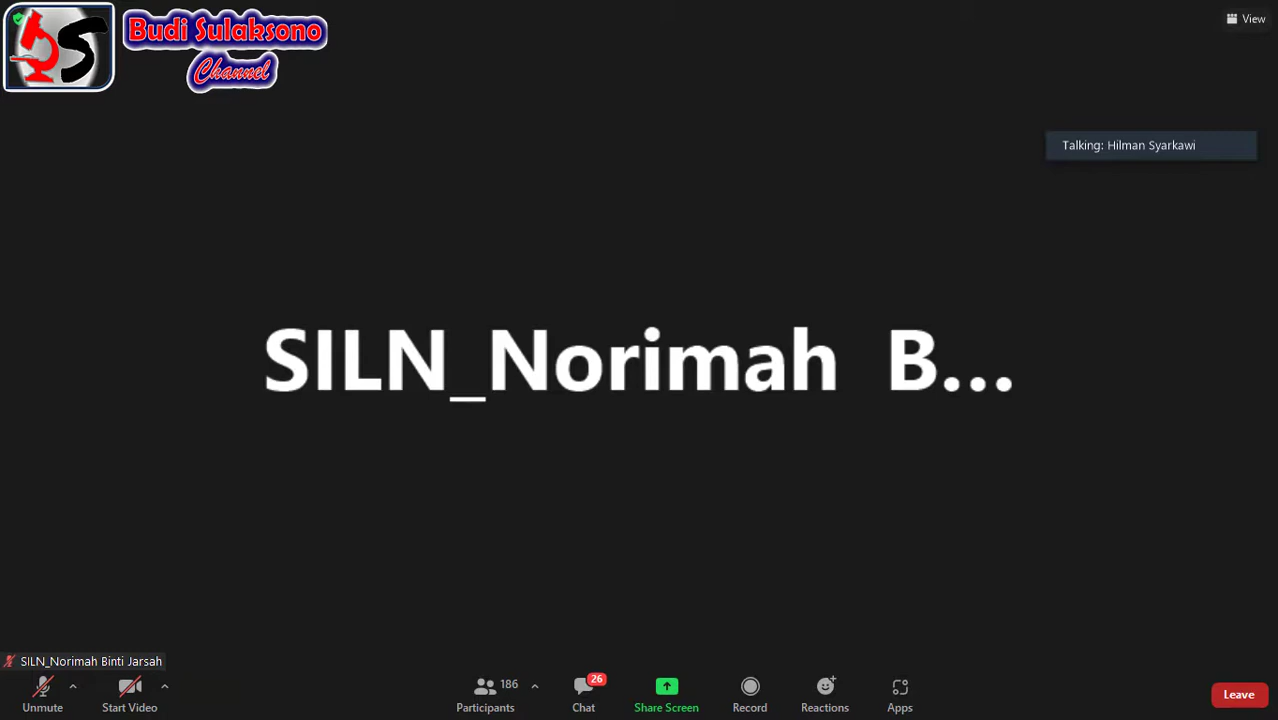 S
Budi Sulaksono
Channel
View
Talking: Hilman Syarkawi
SILN_Norimah B...
SILN_Norimah Binti Jarsah
Unmute
Start Video
186
Participants
26
Chat
Share Screen
Record
Reactions
Apps
Leave